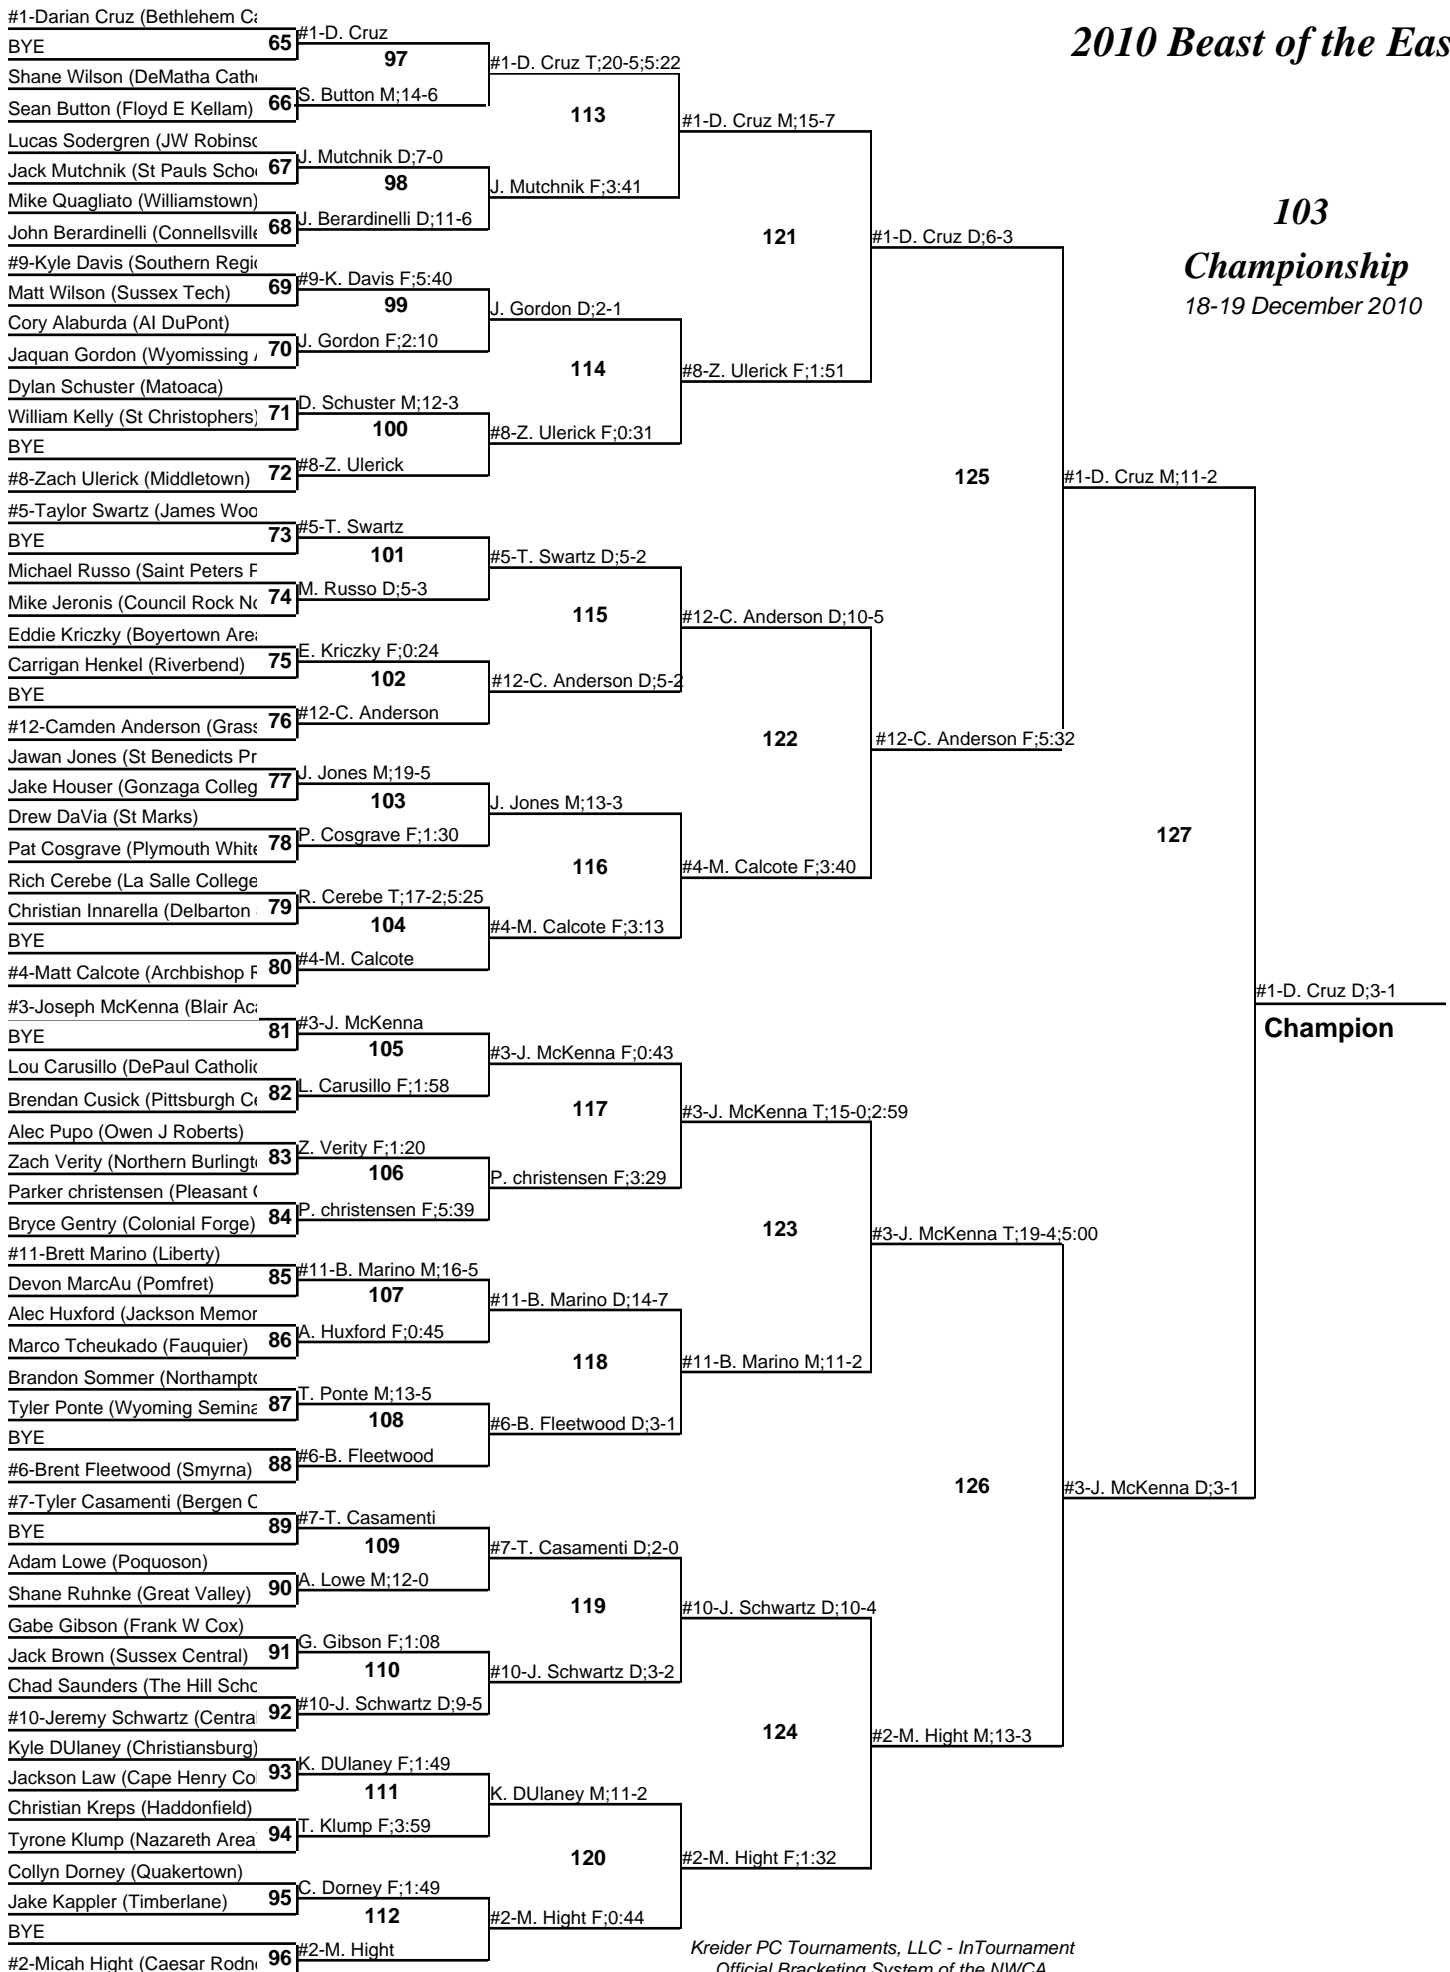 2010 Beast of the Eas
103
Championship
18-19 December 2010
#1-Darian Cruz (Bethlehem Ca
BYE
65
Shane Wilson (DeMatha Cath
Sean Button (Floyd E Kellam)
66
Lucas Sodergren (JW Robinso
Jack Mutchnik (St Pauls Schoo
67
Mike Quagliato (Williamstown)
John Berardinelli (Connellsville
68
#9-Kyle Davis (Southern Regio
Matt Wilson (Sussex Tech)
69
Cory Alaburda (AI DuPont)
Jaquan Gordon (Wyomissing A
70
Dylan Schuster (Matoaca)
William Kelly (St Christophers)
71
BYE
#8-Zach Ulerick (Middletown)
72
#5-Taylor Swartz (James Woo
BYE
73
Michael Russo (Saint Peters P
Mike Jeronis (Council Rock No
74
Eddie Kriczky (Boyertown Area
Carrigan Henkel (Riverbend)
75
BYE
#12-Camden Anderson (Grass
76
Jawan Jones (St Benedicts Pr
Jake Houser (Gonzaga Colleg
77
Drew DaVia (St Marks)
Pat Cosgrave (Plymouth White
78
Rich Cerebe (La Salle College
Christian Innarella (Delbarton
79
BYE
#4-Matt Calcote (Archbishop R
80
#3-Joseph McKenna (Blair Aca
BYE
81
Lou Carusillo (DePaul Catholic
Brendan Cusick (Pittsburgh Ce
82
Alec Pupo (Owen J Roberts)
Zach Verity (Northern Burlingto
83
Parker christensen (Pleasant
Bryce Gentry (Colonial Forge)
84
#11-Brett Marino (Liberty)
Devon MarcAu (Pomfret)
85
Alec Huxford (Jackson Memor
Marco Tcheukado (Fauquier)
86
Brandon Sommer (Northampto
Tyler Ponte (Wyoming Semina
87
BYE
#6-Brent Fleetwood (Smyrna)
88
#7-Tyler Casamenti (Bergen C
BYE
89
Adam Lowe (Poquoson)
Shane Ruhnke (Great Valley)
90
Gabe Gibson (Frank W Cox)
Jack Brown (Sussex Central)
91
Chad Saunders (The Hill Scho
#10-Jeremy Schwartz (Central
92
Kyle DUlaney (Christiansburg)
Jackson Law (Cape Henry Col
93
Christian Kreps (Haddonfield)
Tyrone Klump (Nazareth Area
94
Collyn Dorney (Quakertown)
Jake Kappler (Timberlane)
95
BYE
#2-Micah Hight (Caesar Rodn
96
#1-D. Cruz
97
S. Button M;14-6
J. Mutchnik D;7-0
98
J. Berardinelli D;11-6
#9-K. Davis F;5:40
99
J. Gordon F;2:10
D. Schuster M;12-3
100
#8-Z. Ulerick
#5-T. Swartz
101
M. Russo D;5-3
E. Kriczky F;0:24
102
#12-C. Anderson
J. Jones M;19-5
103
P. Cosgrave F;1:30
R. Cerebe T;17-2;5:25
104
#4-M. Calcote
#3-J. McKenna
105
L. Carusillo F;1:58
Z. Verity F;1:20
106
P. christensen F;5:39
#11-B. Marino M;16-5
107
A. Huxford F;0:45
T. Ponte M;13-5
108
#6-B. Fleetwood
#7-T. Casamenti
109
A. Lowe M;12-0
G. Gibson F;1:08
110
#10-J. Schwartz D;9-5
K. DUlaney F;1:49
111
T. Klump F;3:59
C. Dorney F;1:49
112
#2-M. Hight
#1-D. Cruz T;20-5;5:22
113
J. Mutchnik F;3:41
J. Gordon D;2-1
114
#8-Z. Ulerick F;0:31
#5-T. Swartz D;5-2
115
#12-C. Anderson D;5-2
J. Jones M;13-3
116
#4-M. Calcote F;3:13
#3-J. McKenna F;0:43
117
P. christensen F;3:29
#11-B. Marino D;14-7
118
#6-B. Fleetwood D;3-1
#7-T. Casamenti D;2-0
119
#10-J. Schwartz D;3-2
K. DUlaney M;11-2
120
#2-M. Hight F;0:44
#1-D. Cruz M;15-7
121
#8-Z. Ulerick F;1:51
#12-C. Anderson D;10-5
122
#4-M. Calcote F;3:40
#3-J. McKenna T;15-0;2:59
123
#11-B. Marino M;11-2
#10-J. Schwartz D;10-4
124
#2-M. Hight F;1:32
#1-D. Cruz D;6-3
125
#12-C. Anderson F;5:32
#3-J. McKenna T;19-4;5:00
126
#2-M. Hight M;13-3
#1-D. Cruz M;11-2
127
#3-J. McKenna D;3-1
#1-D. Cruz D;3-1
Champion
Kreider PC Tournaments, LLC - InTournament
Official Bracketing System of the NWCA